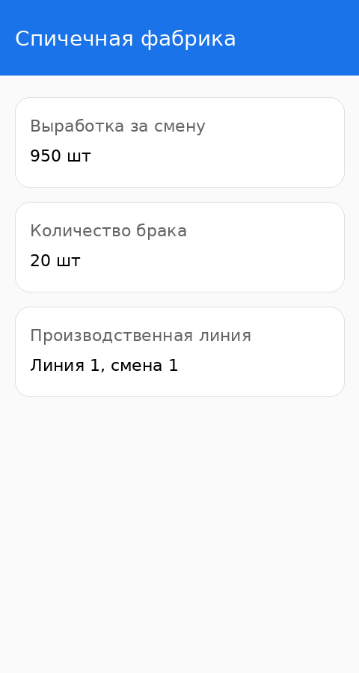 Спичечная фабрика
Выработка за смену
950 шт
Количество брака
20 шт
Производственная линия
Линия 1, смена 1